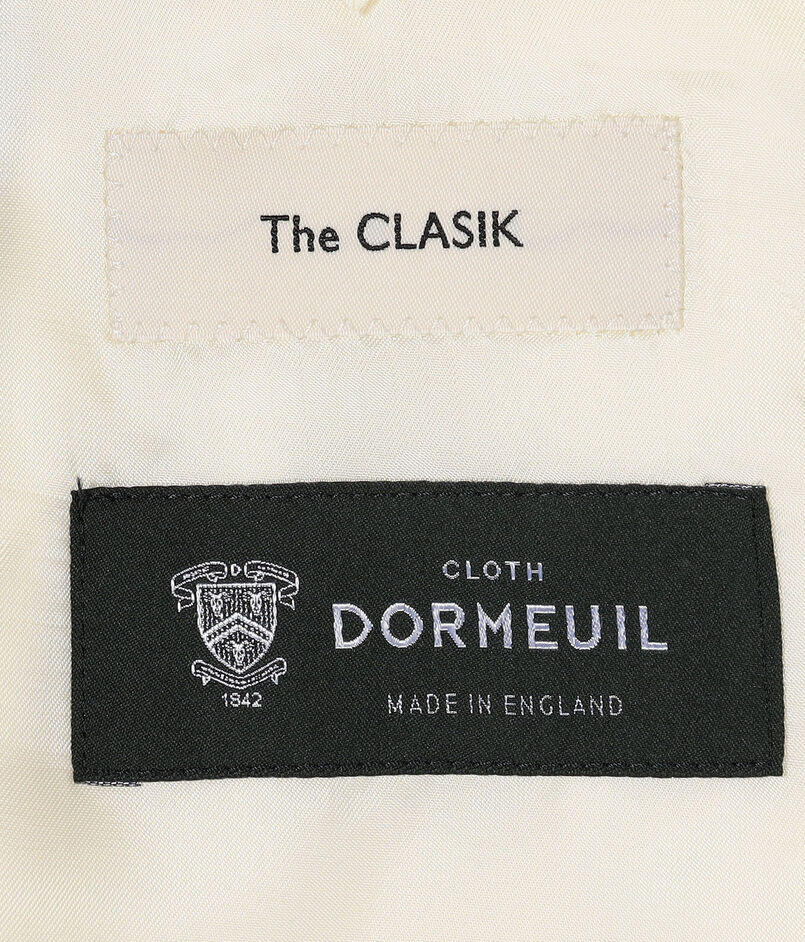 The CLASIK
D
CLOTH
DORMEUIL
1842
MADE IN ENGLAND